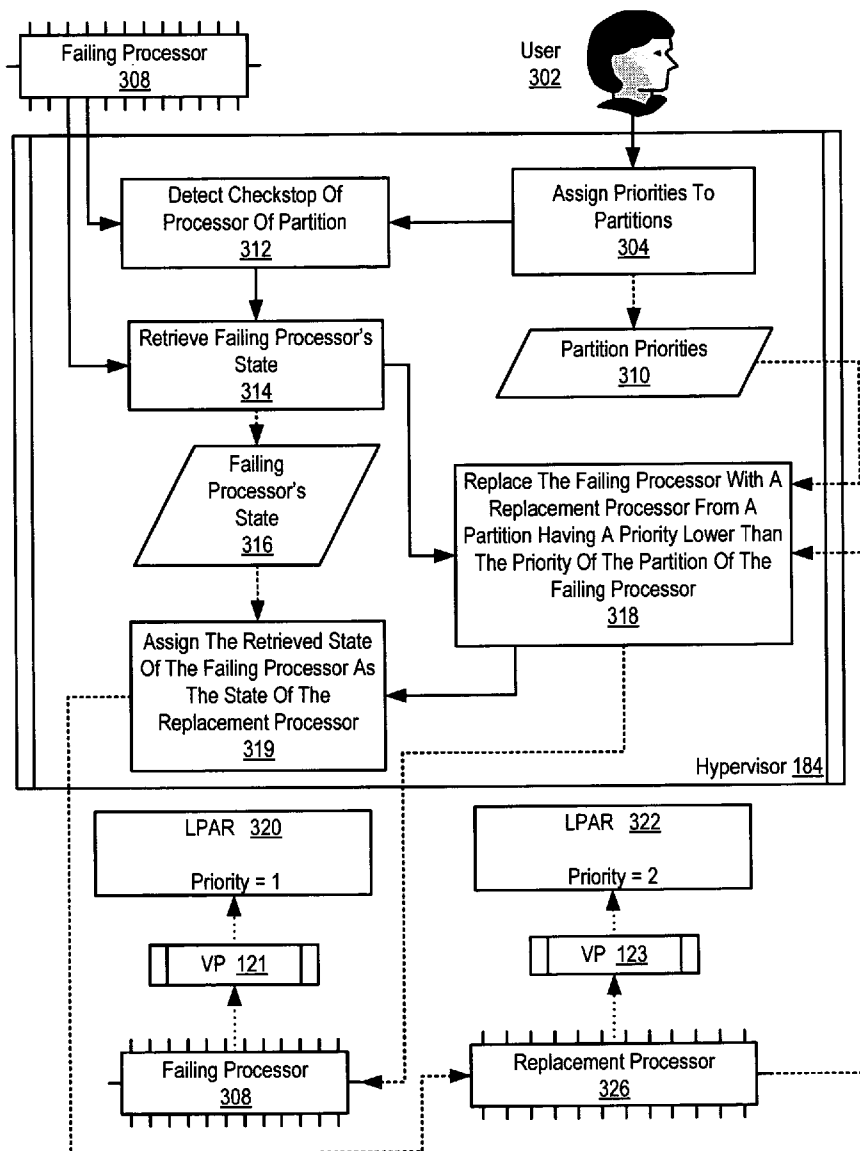 Failing Processor
308
User
302
Detect Checkstop Of
Processor Of Partition
312
Assign Priorities To
Partitions
304
Retrieve Failing Processor's
State
314
Partition Priorities
310
Failing
Processor's
State
316
Replace The Failing Processor With A
Replacement Processor From A
Partition Having A Priority Lower Than
The Priority Of The Partition Of The
Failing Processor
318
Assign The Retrieved State
Of The Failing Processor As
The State Of The
Replacement Processor
319
Hypervisor 184
LPAR 320
Priority = 1
LPAR 322
Priority = 2
VP 121
VP 123
Failing Processor
308
Replacement Processor
326